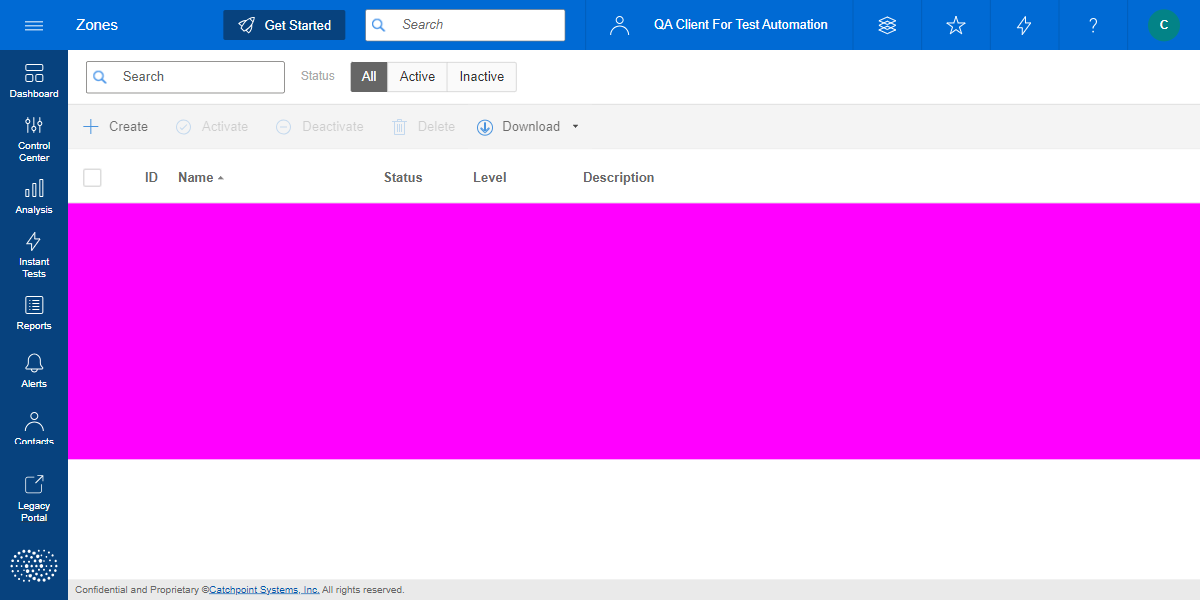 Zones
Get Started
Search
QA Client For Test Automation
?
C
Dashboard
Control
Center
Analysis
Instant
Tests
Reports
Alerts
Contacts
Legacy
Portal
Search
Status
All
Active
Inactive
Create
Activate
Deactivate
Delete
Download
ID
Name
Status
Level
Description
Confidential and Proprietary ©Catchpoint Systems, Inc. All rights reserved.